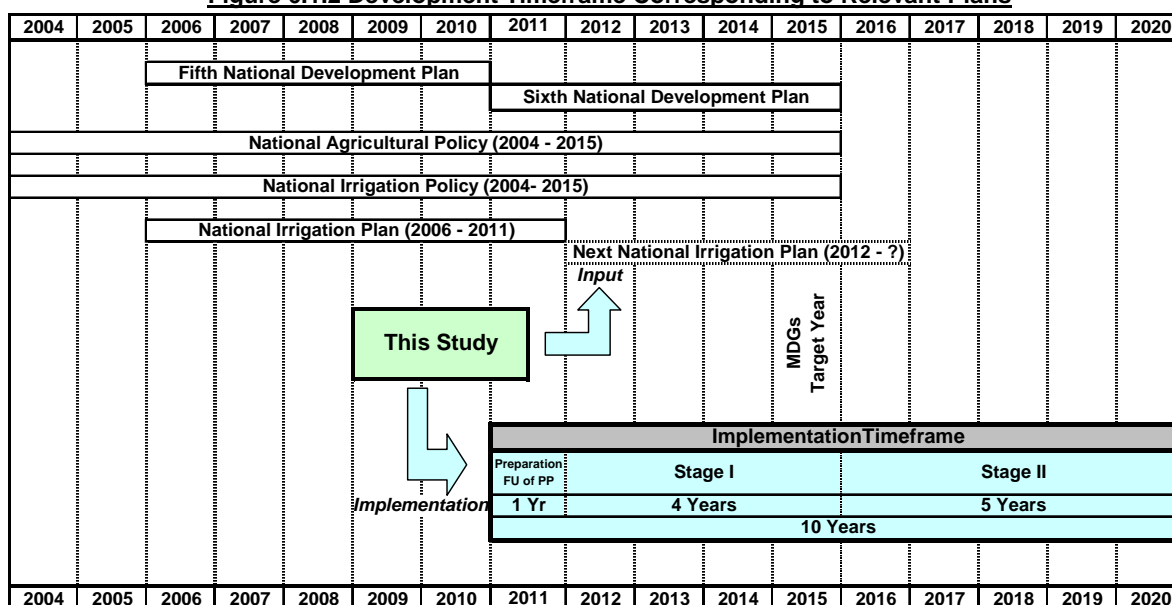 2004 2005 2006 2007 2008 2009 2010 2011 2012 2013 2014 2015 2016 2017 2018 2019 2020
Fifth National Development Plan
Sixth National Development Plan
National Agricultural Policy (2004 - 2015)
National Irrigation Policy (2004- 2015)
National Irrigation Plan (2006 - 2011)
Next National Irrigation Plan (2012 - ?)
Input
This Study
MDGs
Target Year
ImplementationTimeframe
Preparation
FU of PP
Stage I
Stage II
Implementation
1 Yr
4 Years
5 Years
10 Years
2004 2005 2006 2007 2008 2009 2010 2011 2012 2013 2014 2015 2016 2017 2018 2019 2020